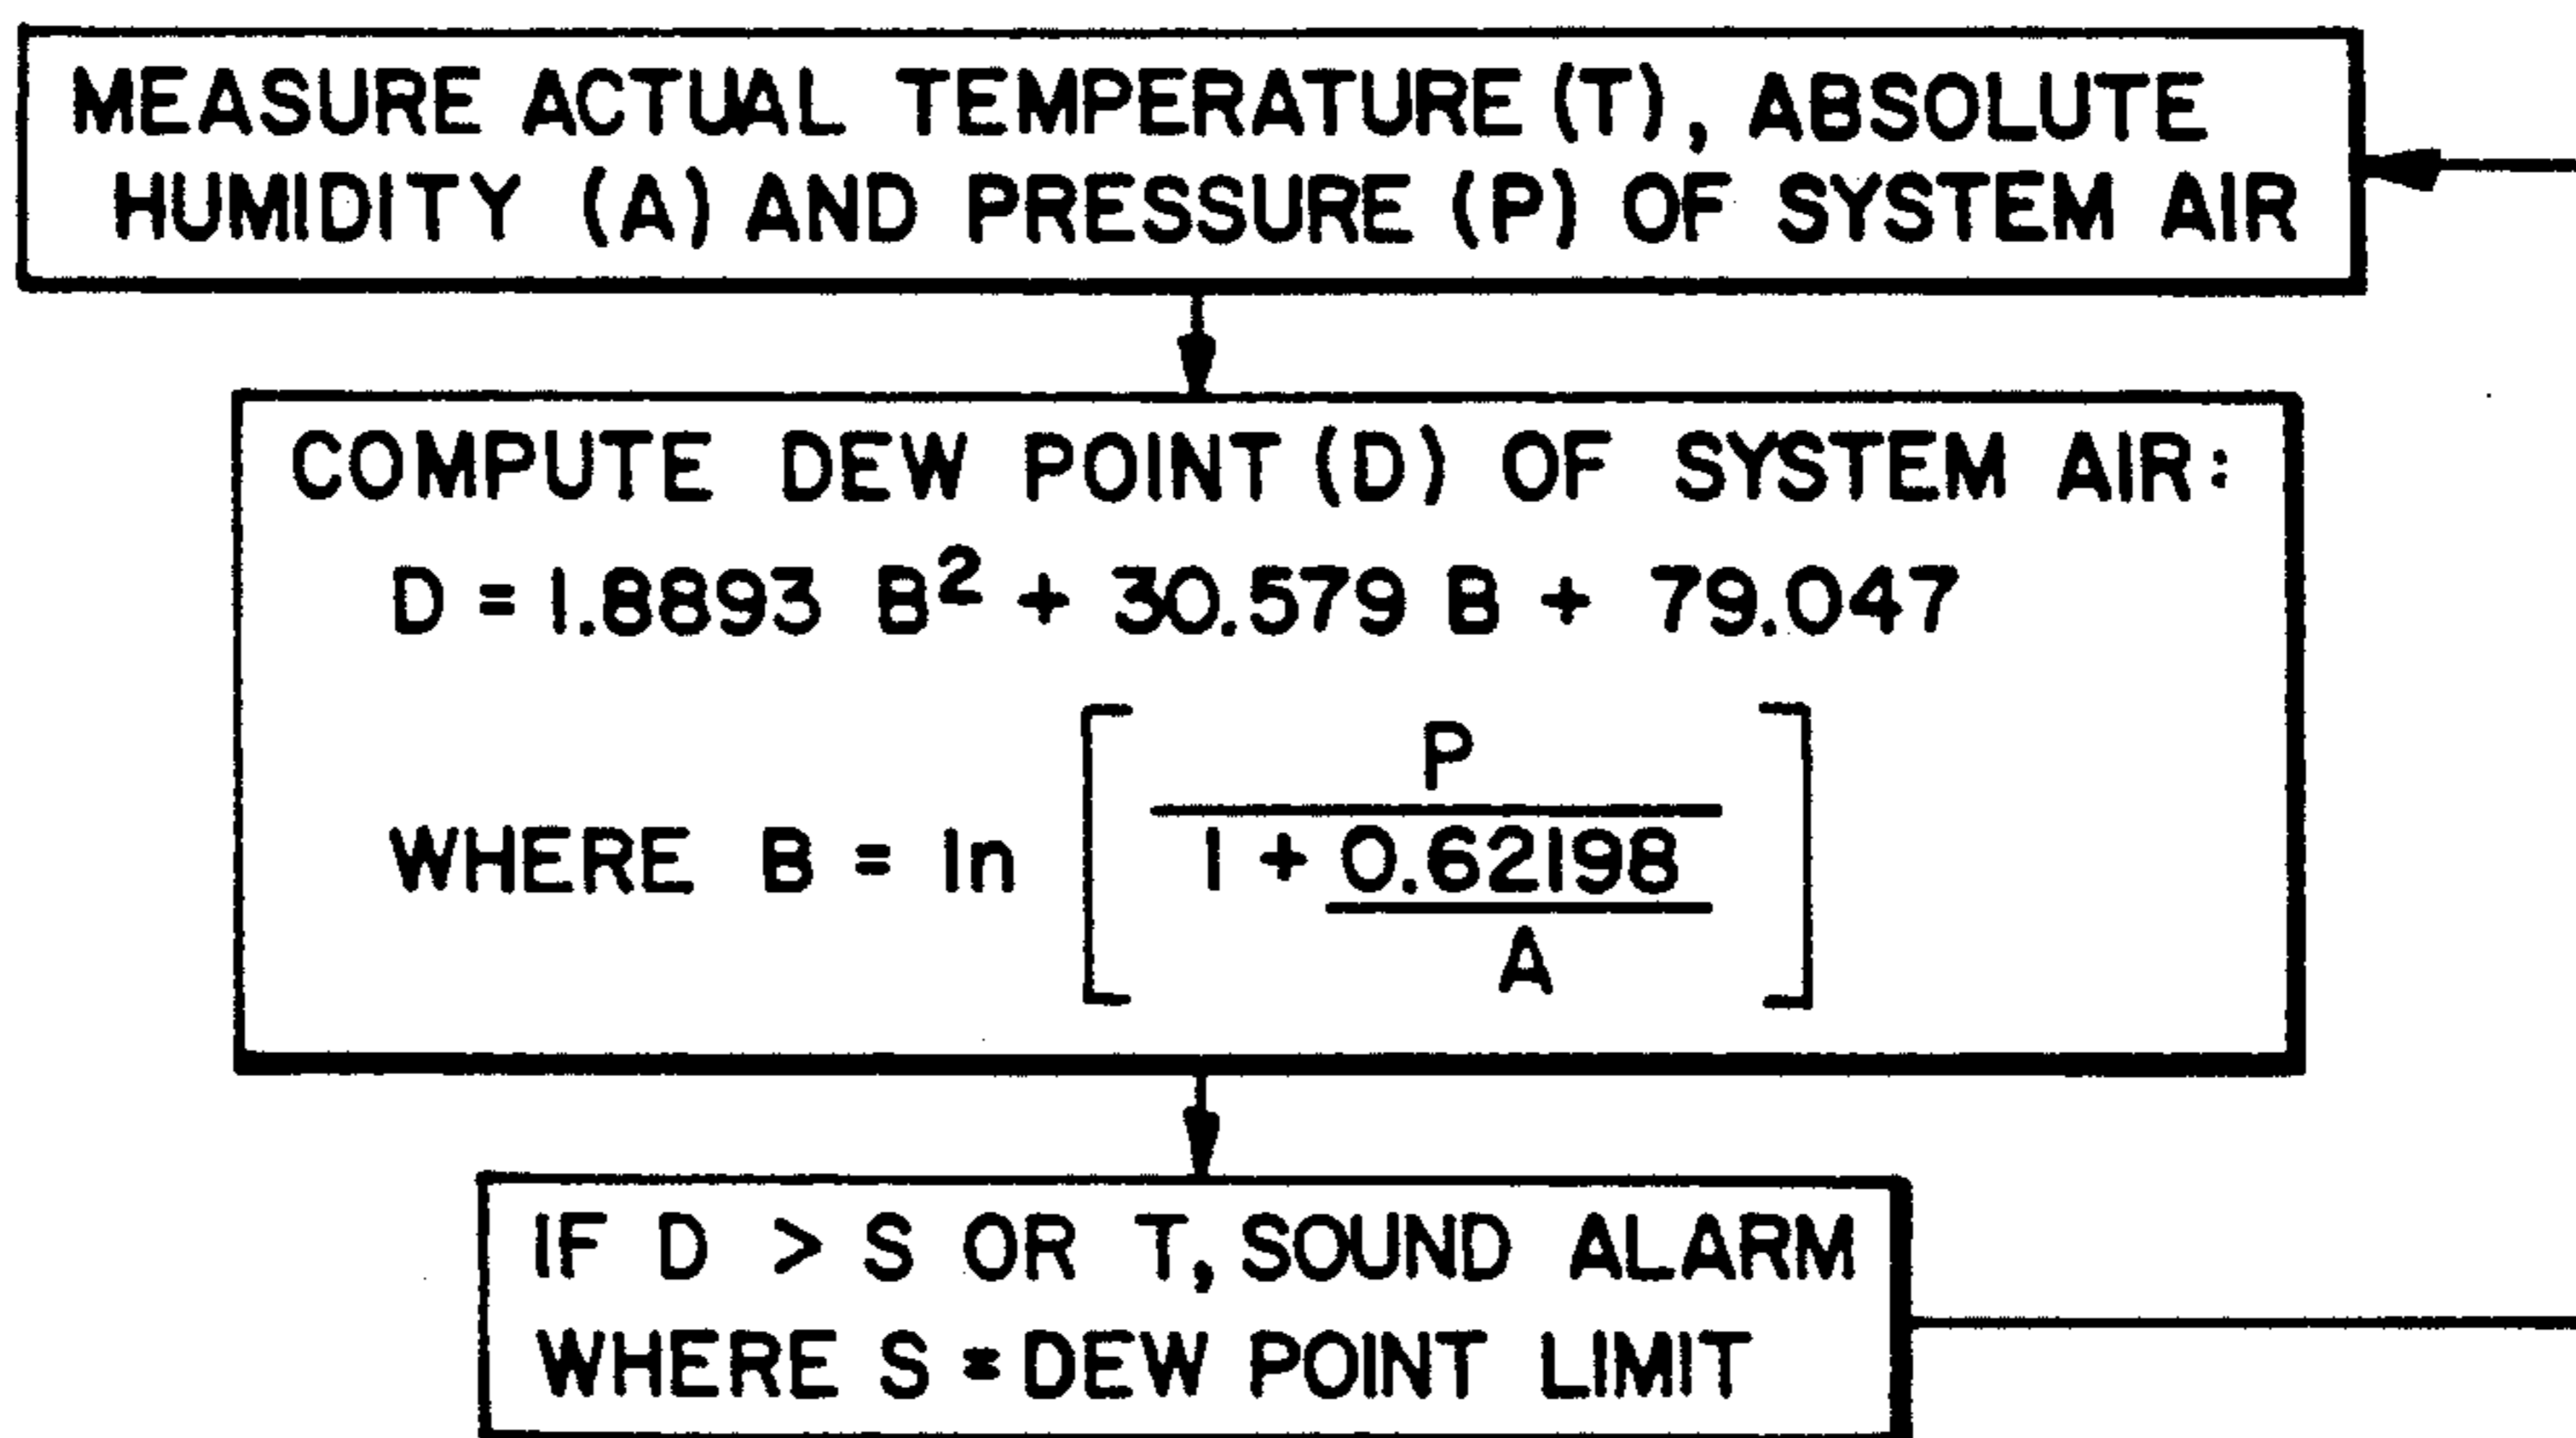 MEASURE ACTUAL TEMPERATURE (T), ABSOLUTE
HUMIDITY (A) AND PRESSURE (P) OF SYSTEM AIR
COMPUTE DEW POINT (D) OF SYSTEM AIR:
D = 1.8893 B² + 30.579 B + 79.047
P
WHERE B = ln [ 1 + 0.62198 ]
A
IF D > S OR T, SOUND ALARM
WHERE S = DEW POINT LIMIT